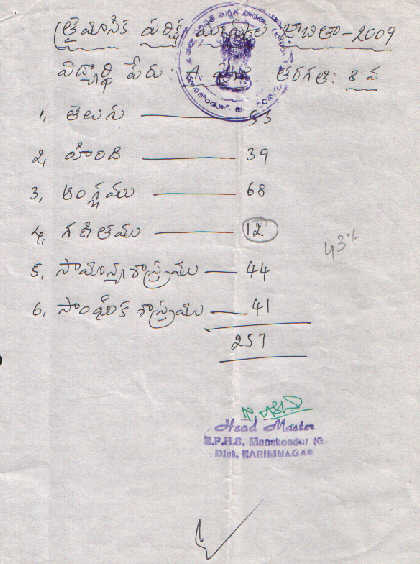 త్రైమాసిక పరీక్ష మార్కుల జాబితా-2009
విద్యార్థి పేరు : A తరగతి: 8 వ
1, తెలుగు —— 53
2, హింది —— 39
3, ఆంగ్లము —— 68
4, గణితము —— 12
43%
5. సామాన్యశాస్త్రము —— 44
6. సాంఘీక శాస్త్రము —— 41
257
Head Master
Z.P.H.S. Manakondur (G
Dist. KARIMNAGAR